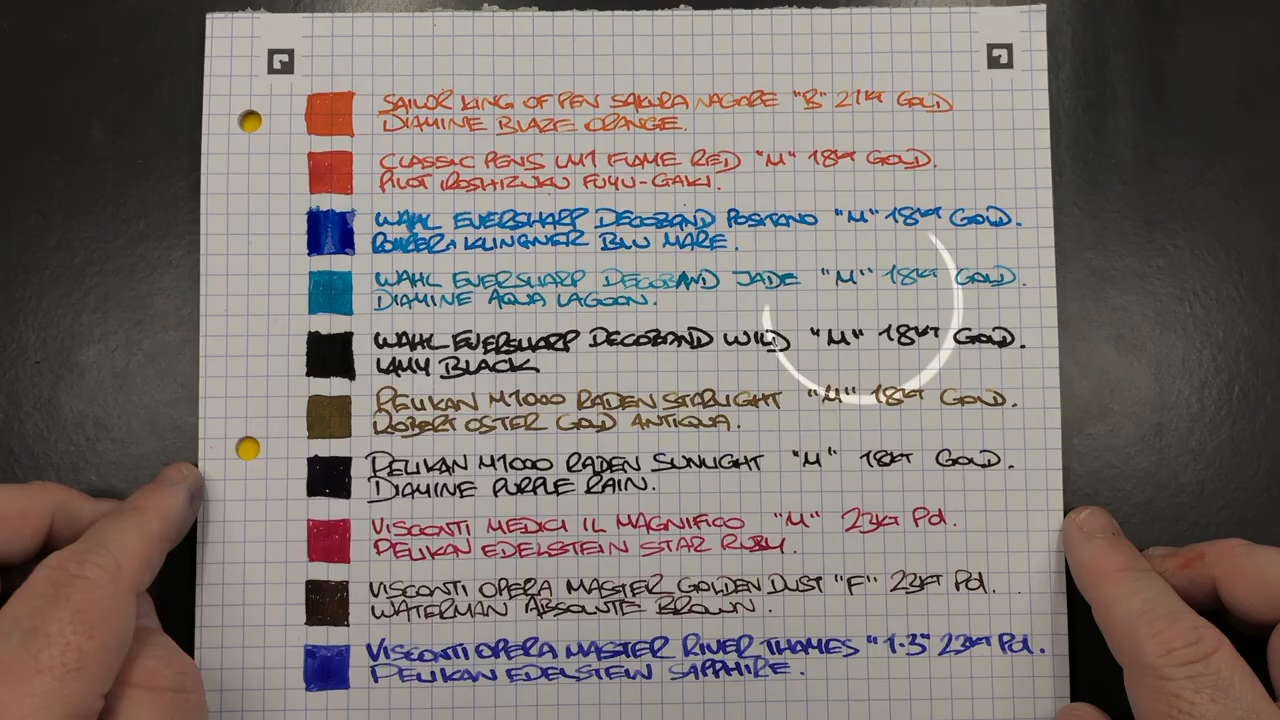 SAILOR KING OF PEN SAKURA NAGARE "B" 21KT GOLD
DIAMINE BLAZE ORANGE.
CLASSIC PENS LM1 FLAME RED "M" 18KT GOLD.
PILOT IROSHIZUKU FUYU-GAKI.
WAHL EVERSHARP DECOBAND POSITANO "M" 18KT GOLD.
ROHRER + KLINGNER BLU MARE.
WAHL EVERSHARP DECOBAND JADE "M" 18KT GOLD.
DIAMINE AQUA LAGOON.
WAHL EVERSHARP DECOBAND WILD "M" 18KT GOLD.
LAMY BLACK
PELIKAN M1000 RADEN STARLIGHT "M" 18KT GOLD.
ROBERT OSTER GOLD ANTIQUA.
PELIKAN M1000 RADEN SUNLIGHT "M" 18KT GOLD.
DIAMINE PURPLE RAIN.
VISCONTI MEDICI IL MAGNIFICO "M" 23KT Pd.
PELIKAN EDELSTEIN STAR RUBY.
VISCONTI OPERA MASTER GOLDEN DUST "F" 23KT Pd.
WATERMAN ABSOLUTE BROWN.
VISCONTI OPERA MASTER RIVER THAMES "1.3" 23KT Pd.
PELIKAN EDELSTEIN SAPPHIRE.